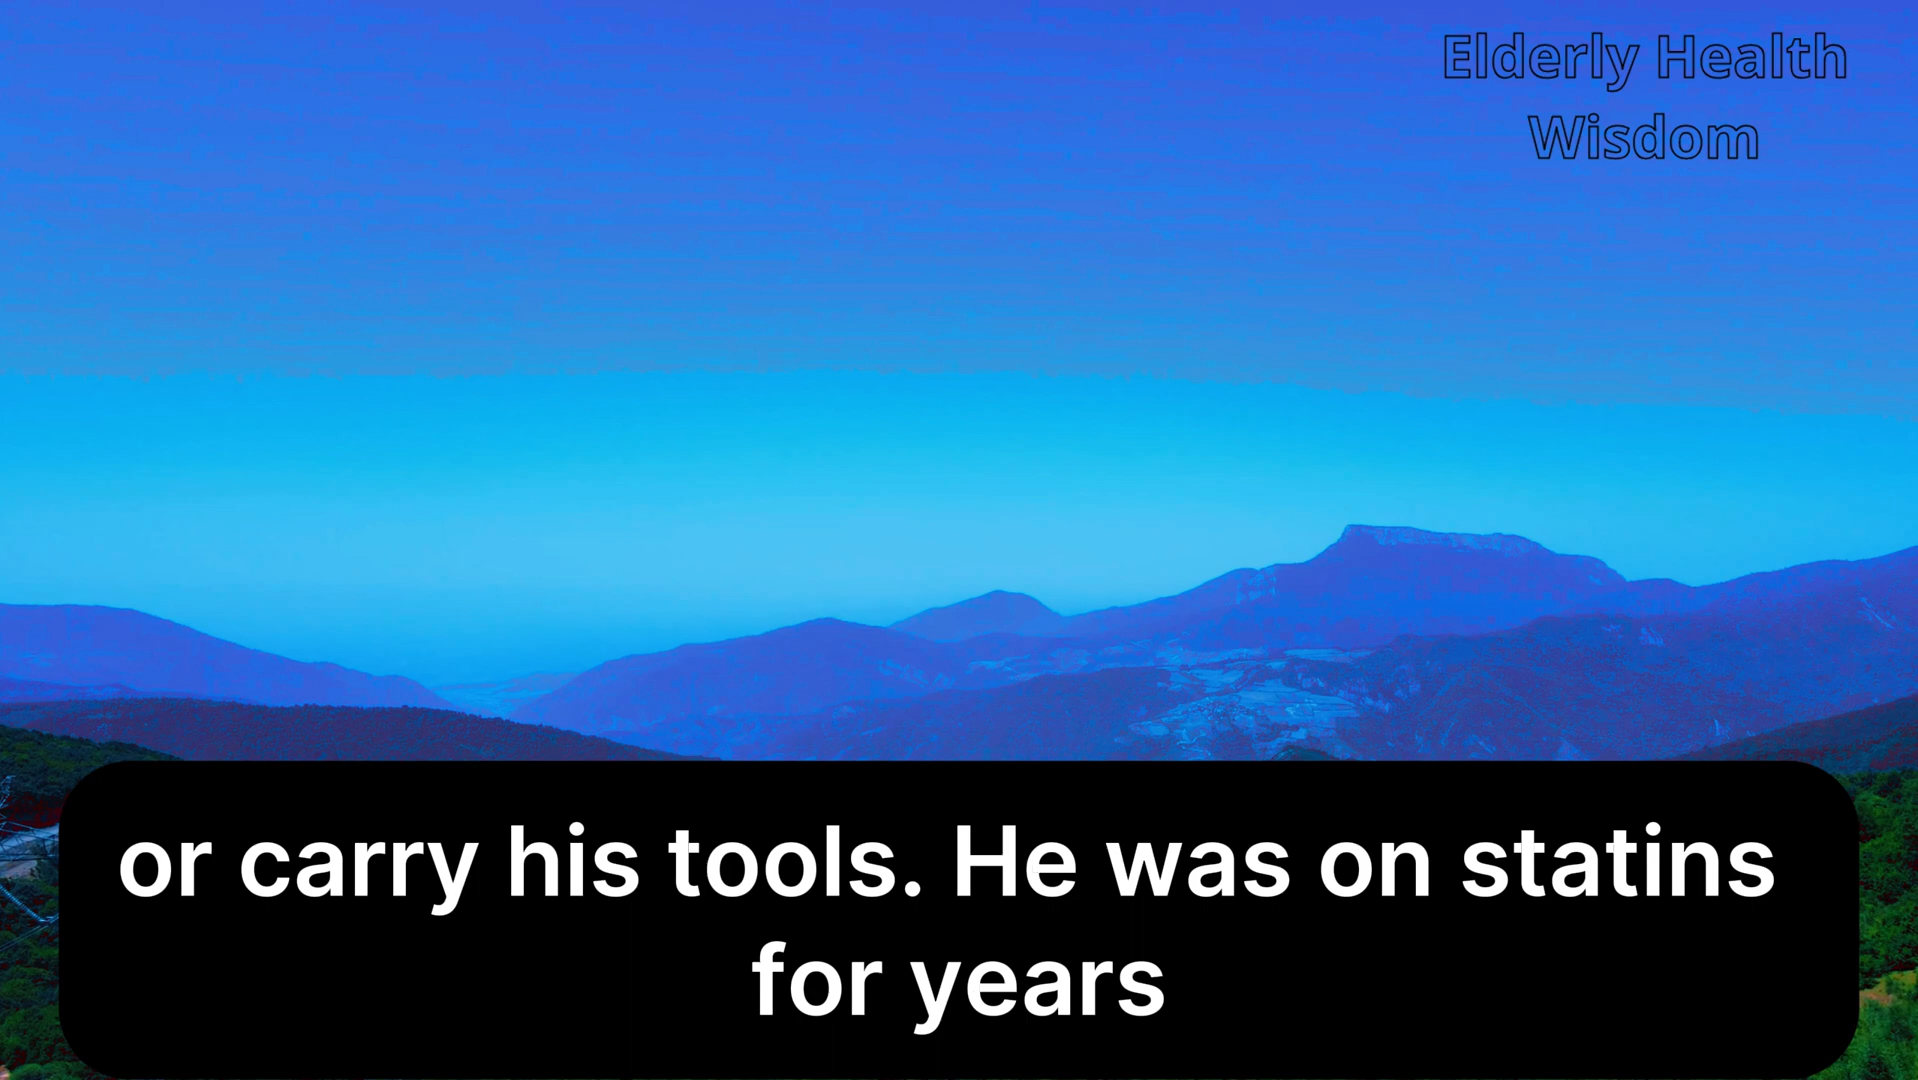 Elderly Health
Wisdom
or carry his tools. He was on statins
for years